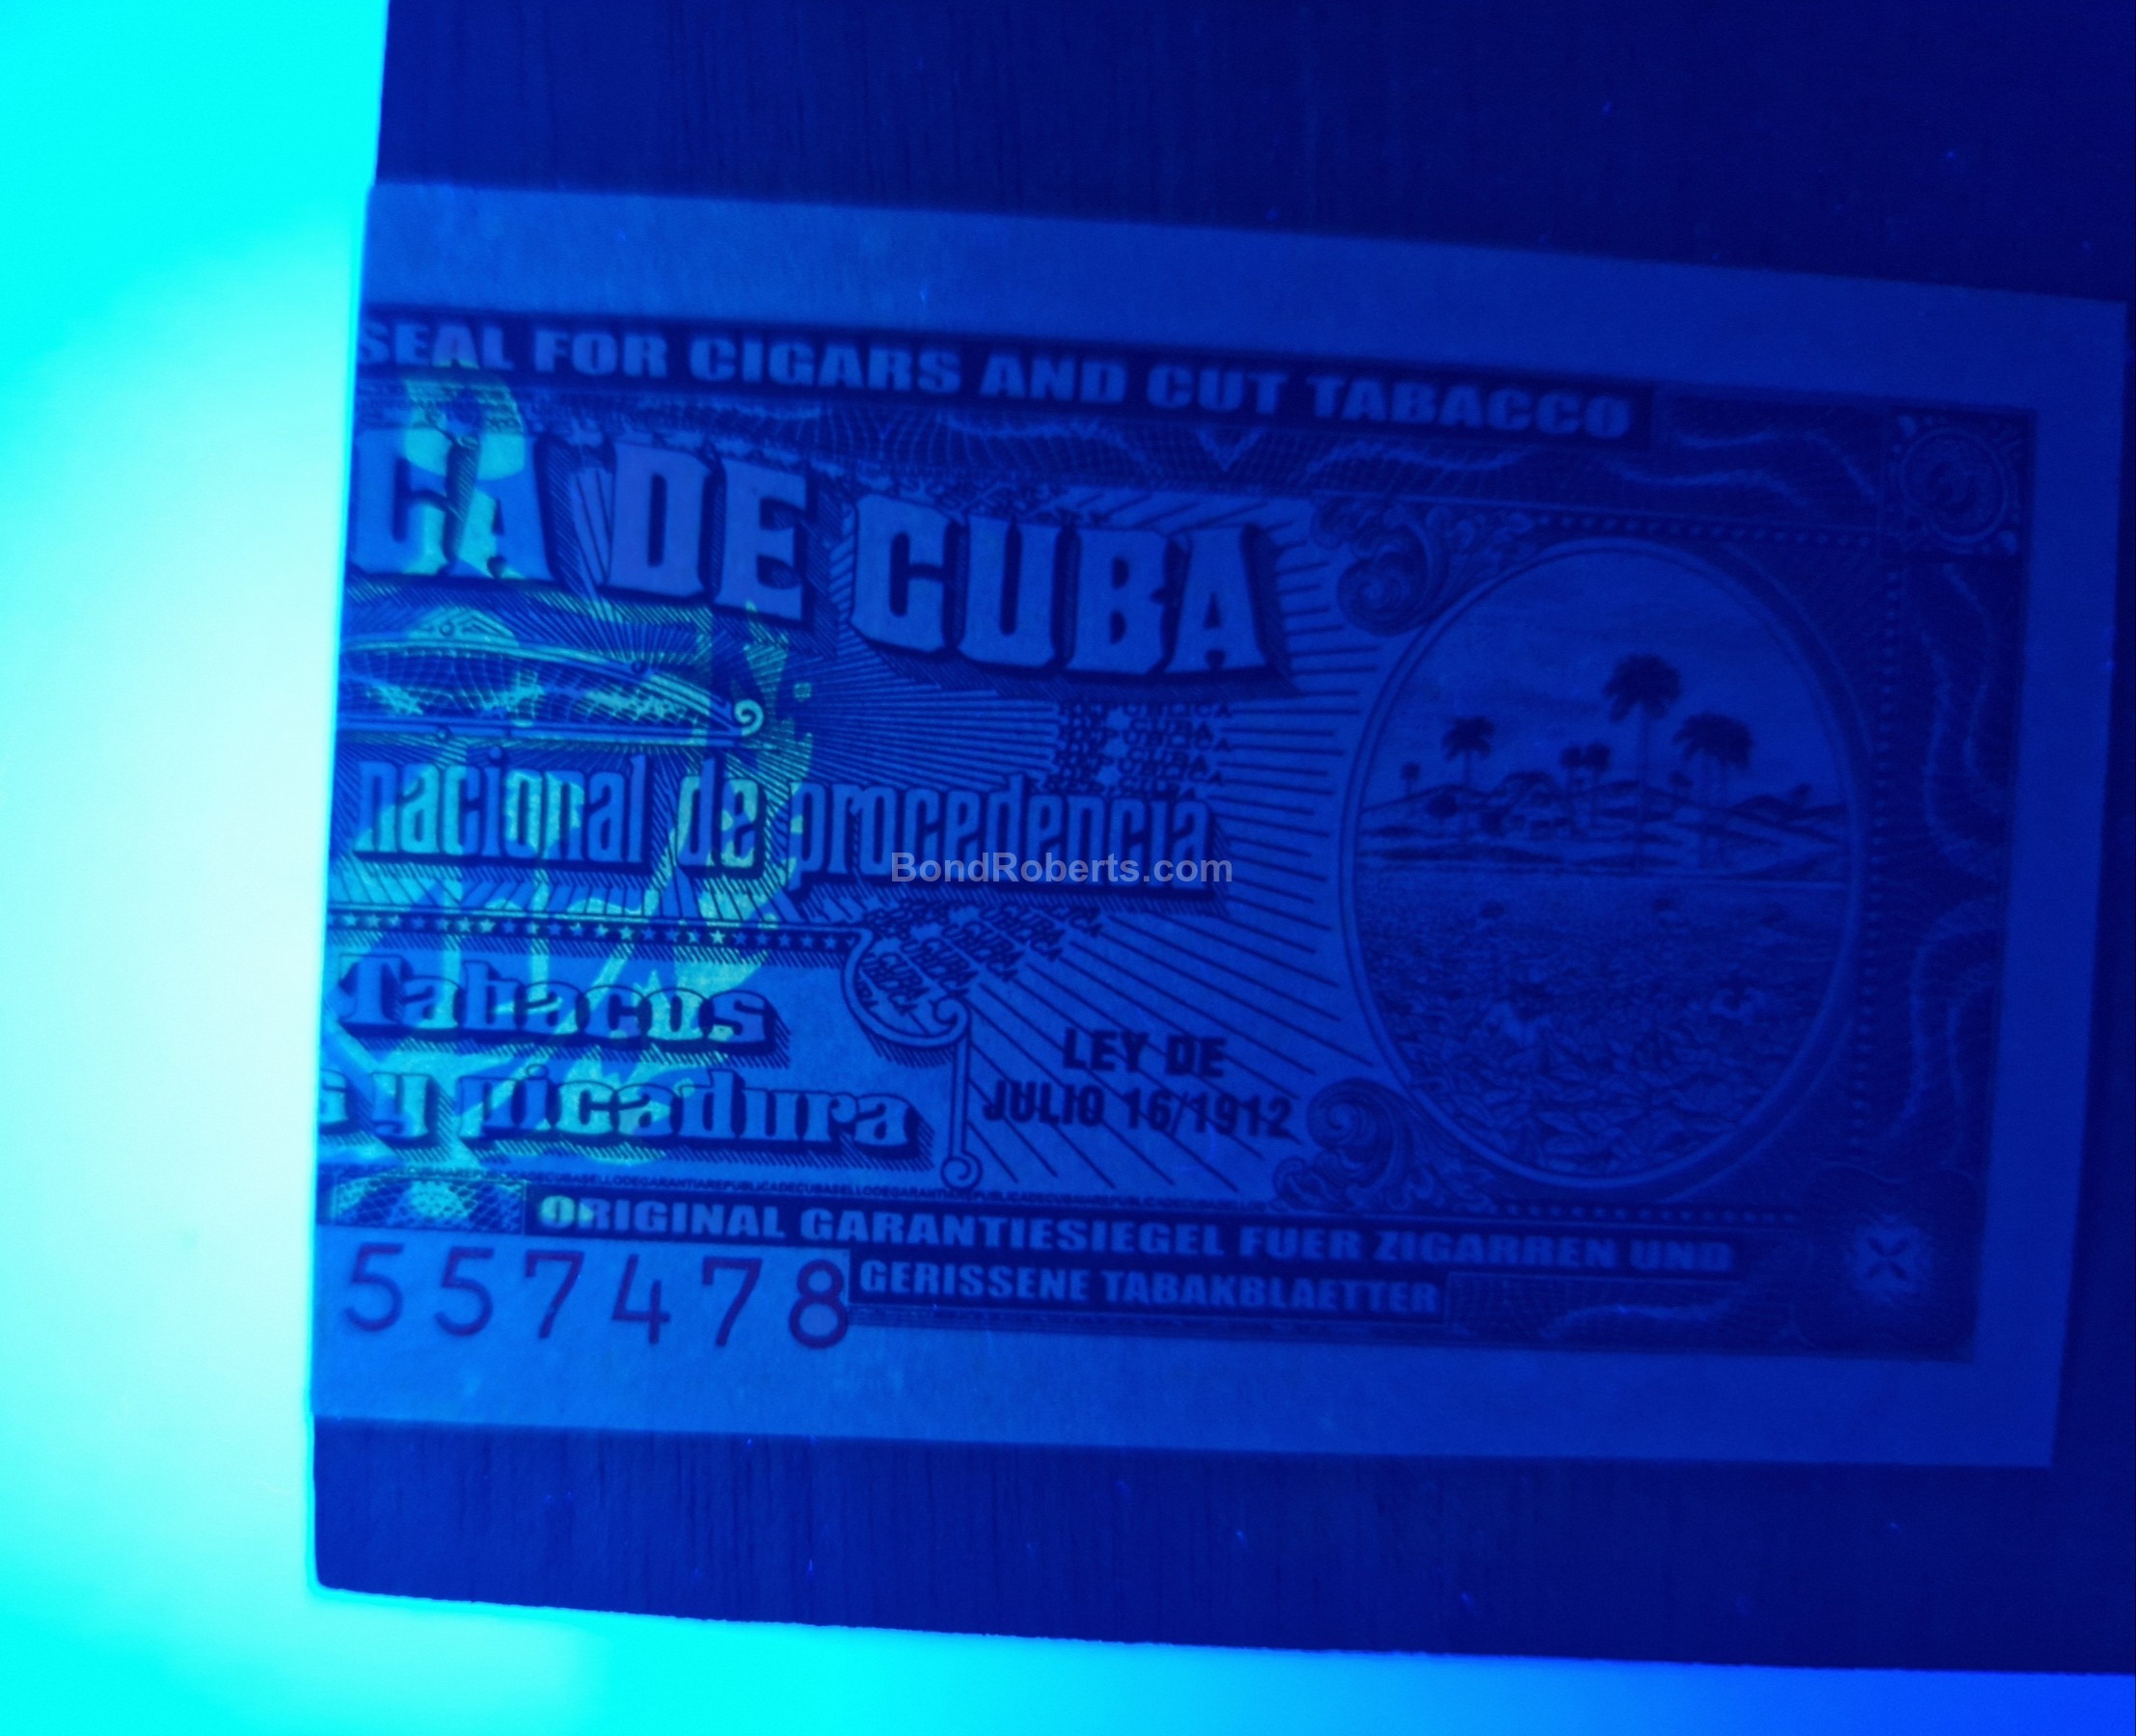 SEAL FOR CIGARS AND CUT TABACCO
CA DE CUBA
nacional de procedencia
BondRoberts.com
Tabacos
s y picadura
LEY DE
JULIO 16/1912
ORIGINAL GARANTIESIEGEL FUER ZIGARREN UND
GERISSENE TABAKBLAETTER
557478